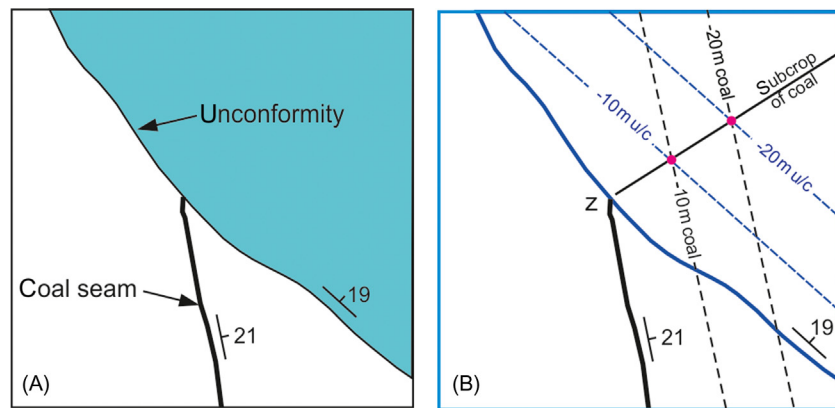 Unconformity
Coal seam
19
21
(A)
-20m coal
Subcrop
of coal
-10m u/c
-20m u/c
z
-10m coal
19
21
(B)